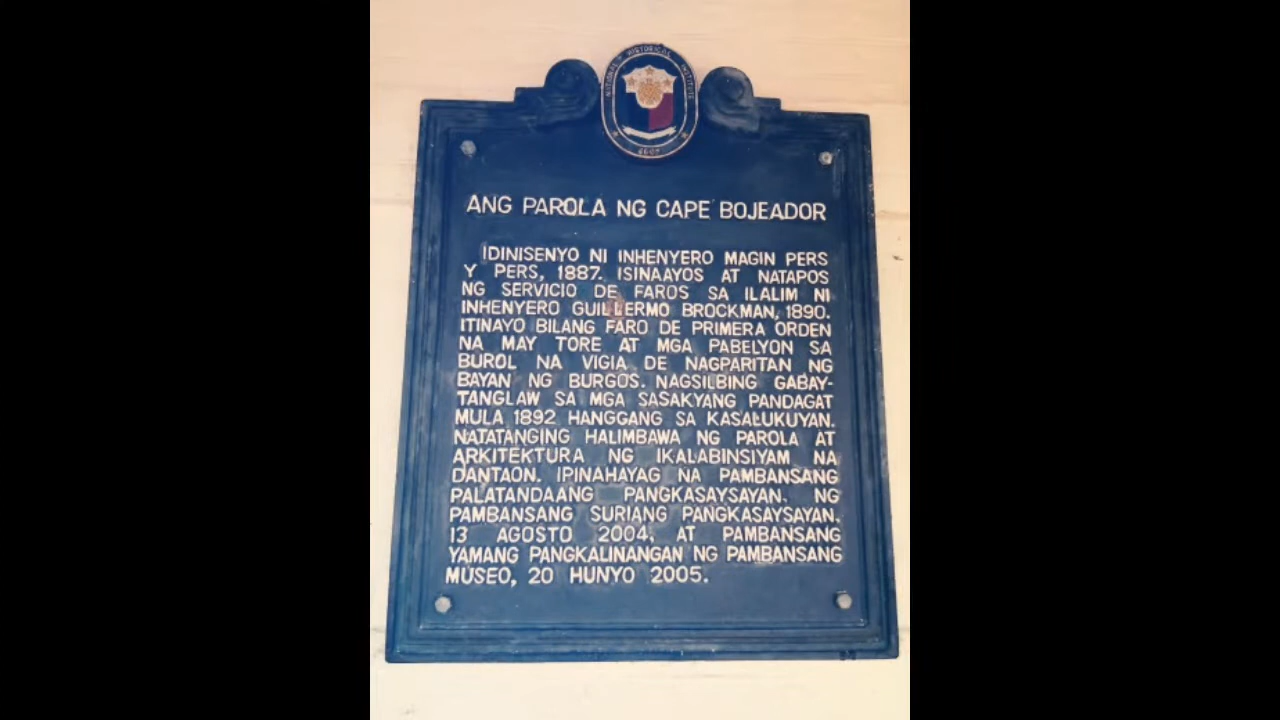 NATIONAL HISTORICAL INSTITUTE
ANG PAROLA NG CAPE BOJEADOR
IDINISENYO NI INHENYERO MAGIN PERS
Y PERS, 1887. ISINAAYOS AT NATAPOS
NG SERVICIO DE FAROS SA ILALIM NI
INHENYERO GUILLERMO BROCKMAN, 1890.
ITINAYO BILANG FARO DE PRIMERA ORDEN
NA MAY TORE AT MGA PABELYON SA
BUROL NA VIGIA DE NAGPARITAN NG
BAYAN NG BURGOS. NAGSILBING GABAY-
TANGLAW SA MGA SASAKYANG PANDAGAT
MULA 1892 HANGGANG SA KASALUKUYAN.
NATATANGING HALIMBAWA NG PAROLA AT
ARKITEKTURA NG IKALABINSIYAM NA
DANTAON. IPINAHAYAG NA PAMBANSANG
PALATANDAANG PANGKASAYSAYAN, NG
PAMBANSANG SURIANG PANGKASAYSAYAN,
13 AGOSTO 2004, AT PAMBANSANG
YAMANG PANGKALINANGAN NG PAMBANSANG
MUSEO, 20 HUNYO 2005.